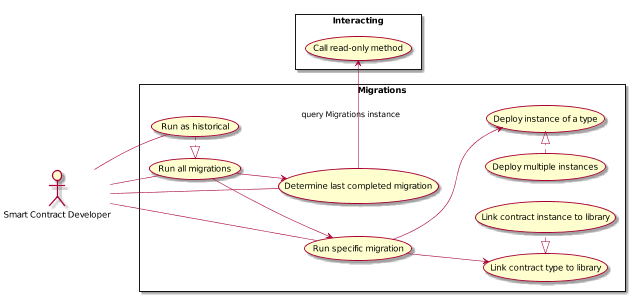 Interacting
Call read-only method
Migrations
query Migrations instance
Run as historical
Deploy instance of a type
Run all migrations
Deploy multiple instances
Determine last completed migration
Smart Contract Developer
Link contract instance to library
Run specific migration
Link contract type to library